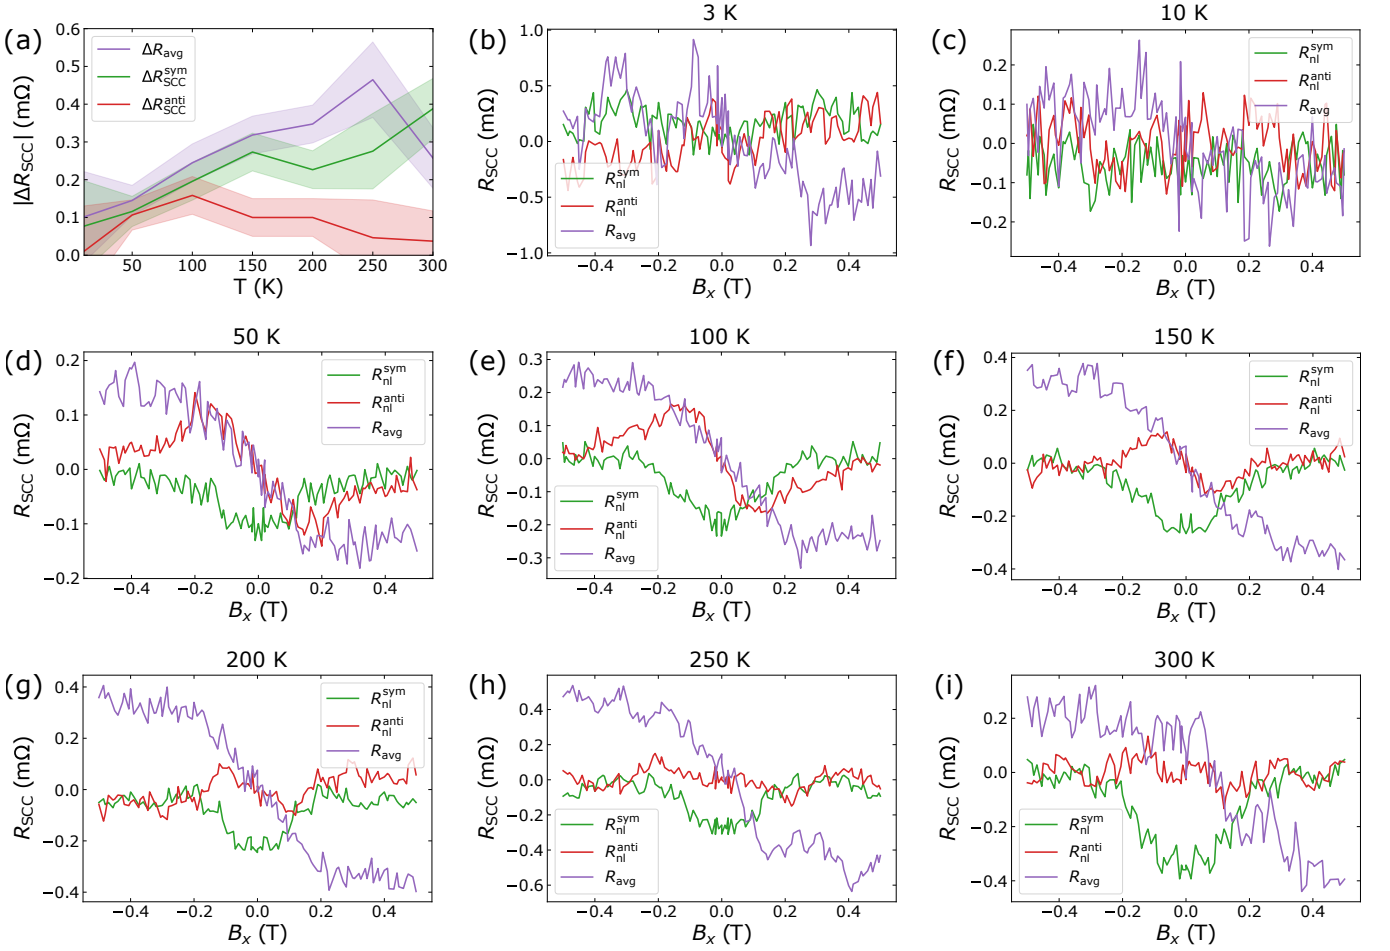 (a)
0.6
0.5
0.4
0.3
0.2
0.1
0.0
|ΔR_SCC| (mΩ)
ΔR_avg
ΔR_SCC^sym
ΔR_SCC^anti
50 100 150 200 250 300
T (K)
(b)
3 K
1.0
0.5
0.0
−0.5
−1.0
R_SCC (mΩ)
R_nl^sym
R_nl^anti
R_avg
−0.4 −0.2 0.0 0.2 0.4
B_x (T)
(c)
10 K
0.2
0.1
0.0
−0.1
−0.2
R_SCC (mΩ)
R_nl^sym
R_nl^anti
R_avg
−0.4 −0.2 0.0 0.2 0.4
B_x (T)
(d)
50 K
0.2
0.1
0.0
−0.1
−0.2
R_SCC (mΩ)
R_nl^sym
R_nl^anti
R_avg
−0.4 −0.2 0.0 0.2 0.4
B_x (T)
(e)
100 K
0.3
0.2
0.1
0.0
−0.1
−0.2
−0.3
R_SCC (mΩ)
R_nl^sym
R_nl^anti
R_avg
−0.4 −0.2 0.0 0.2 0.4
B_x (T)
(f)
150 K
0.4
0.2
0.0
−0.2
−0.4
R_SCC (mΩ)
R_nl^sym
R_nl^anti
R_avg
−0.4 −0.2 0.0 0.2 0.4
B_x (T)
(g)
200 K
0.4
0.2
0.0
−0.2
−0.4
R_SCC (mΩ)
R_nl^sym
R_nl^anti
R_avg
−0.4 −0.2 0.0 0.2 0.4
B_x (T)
(h)
250 K
0.4
0.2
0.0
−0.2
−0.4
−0.6
R_SCC (mΩ)
R_nl^sym
R_nl^anti
R_avg
−0.4 −0.2 0.0 0.2 0.4
B_x (T)
(i)
300 K
0.2
0.0
−0.2
−0.4
R_SCC (mΩ)
R_nl^sym
R_nl^anti
R_avg
−0.4 −0.2 0.0 0.2 0.4
B_x (T)